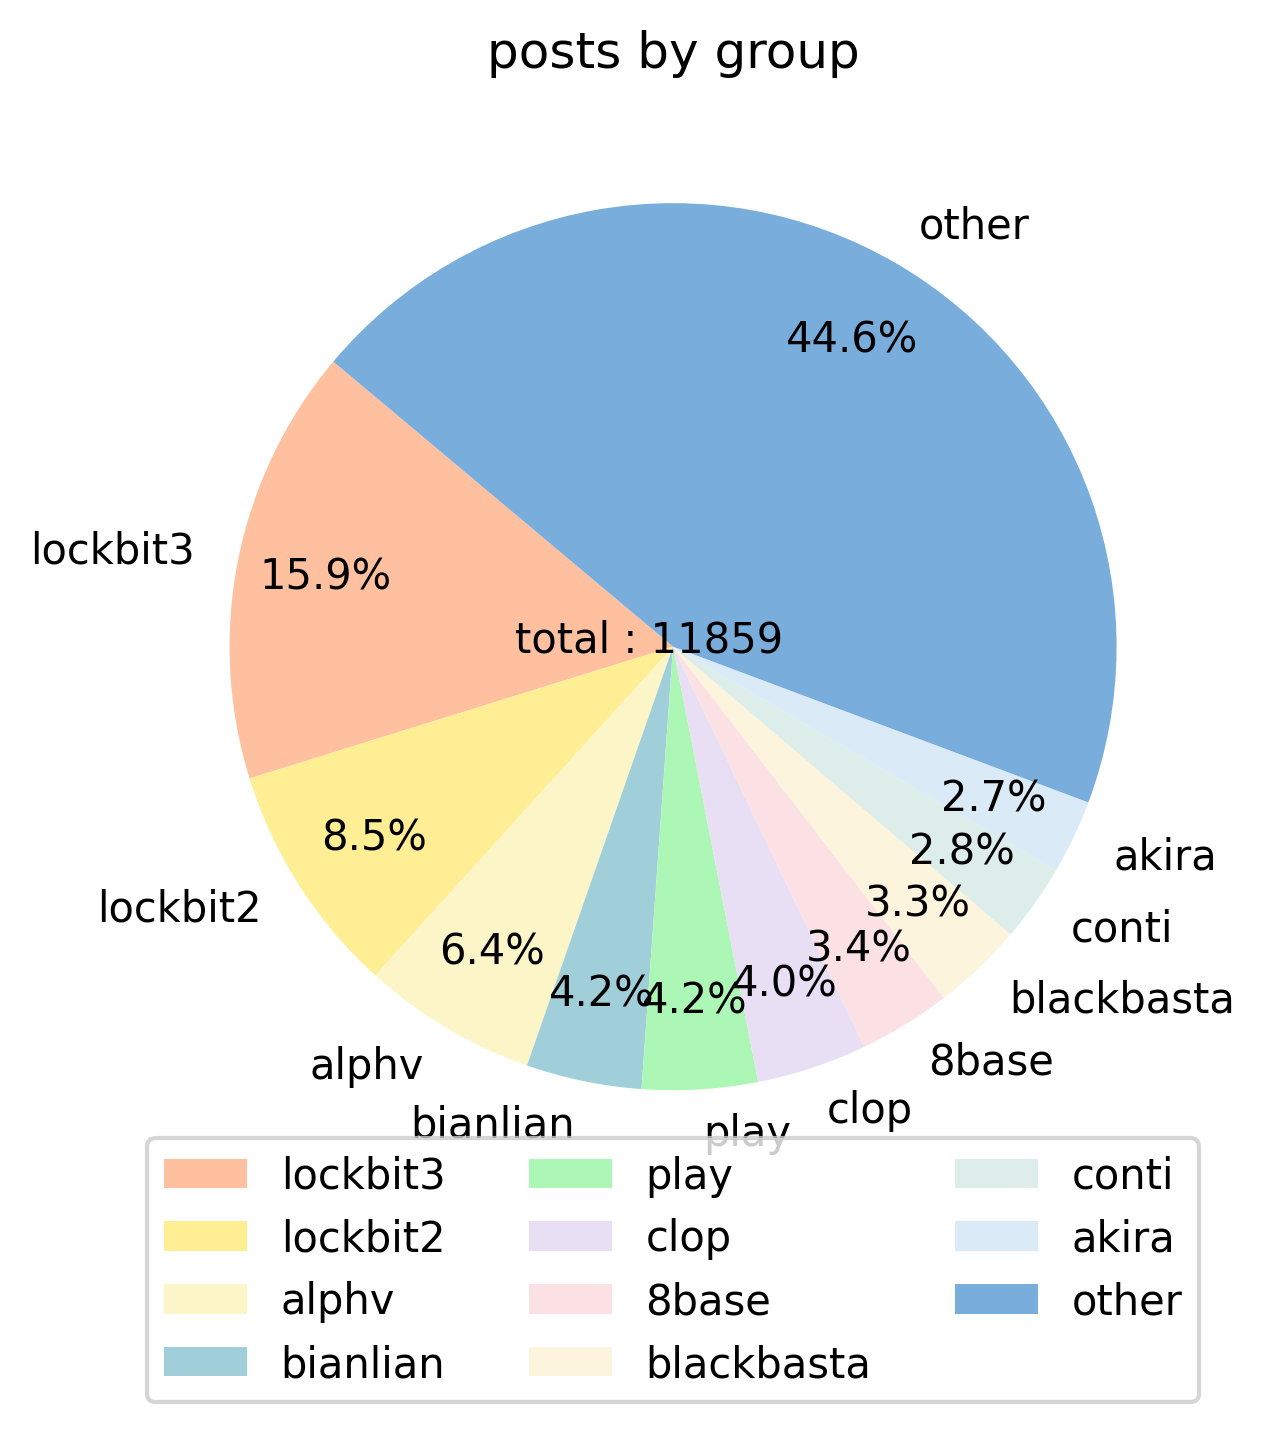 posts by group
other
44.6%
lockbit3
15.9%
total : 11859
2.7%
8.5%
2.8%
akira
3.3%
lockbit2
conti
6.4%
3.4%
4.2%
4.2%
4.0%
blackbasta
alphv
8base
bianlian
play
clop
lockbit3
lockbit2
alphv
bianlian
play
clop
8base
blackbasta
conti
akira
other